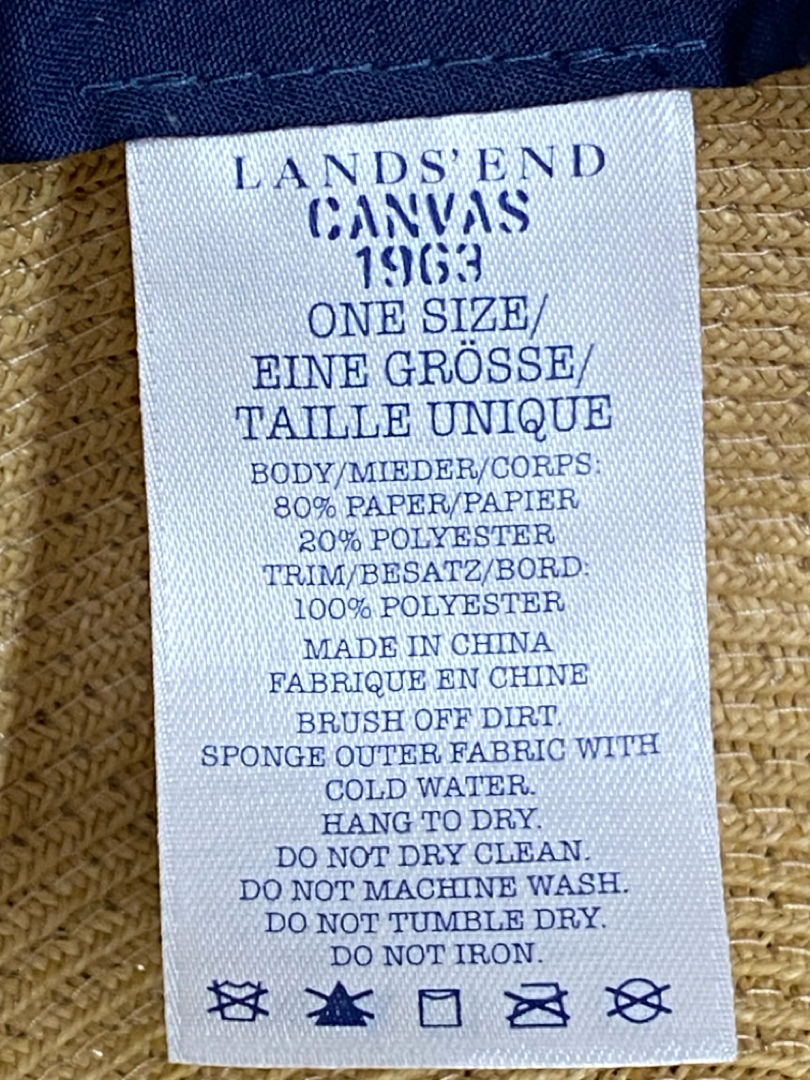 LANDS' END
CANVAS
1963
ONE SIZE/
EINE GRÖSSE/
TAILLE UNIQUE
BODY/MIEDER/CORPS:
80% PAPER/PAPIER
20% POLYESTER
TRIM/BESATZ/BORD:
100% POLYESTER
MADE IN CHINA
FABRIQUE EN CHINE
BRUSH OFF DIRT.
SPONGE OUTER FABRIC WITH
COLD WATER.
HANG TO DRY.
DO NOT DRY CLEAN.
DO NOT MACHINE WASH.
DO NOT TUMBLE DRY.
DO NOT IRON.